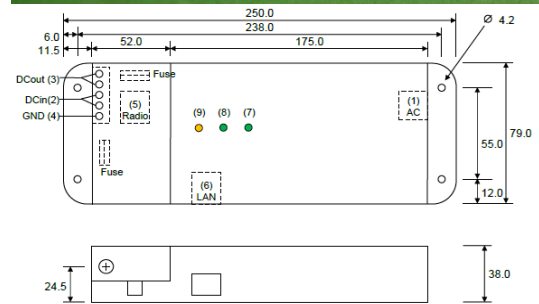 250.0
238.0
ø 4.2
6.0
11.5
52.0
175.0
DCout (3)
Fuse
DCin(2)
(5)
Radio
(1)
AC
GND (4)
(9) (8) (7)
55.0
79.0
Fuse
(6)
LAN
12.0
24.5
38.0